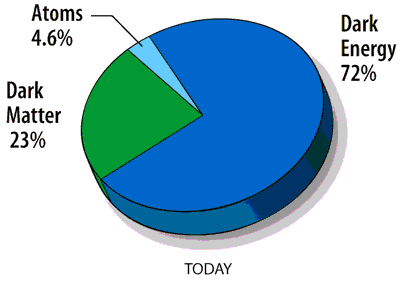 Atoms
4.6%
Dark
Energy
72%
Dark
Matter
23%
TODAY